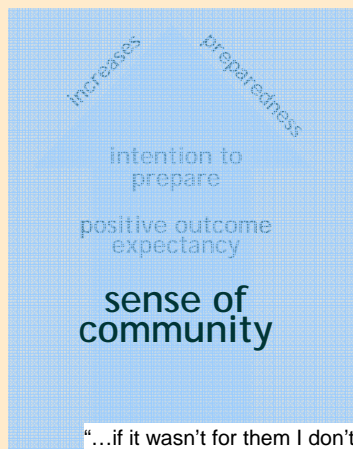 increases
preparedness
intention to
prepare
positive outcome
expectancy
sense of
community
"…if it wasn't for them I don't